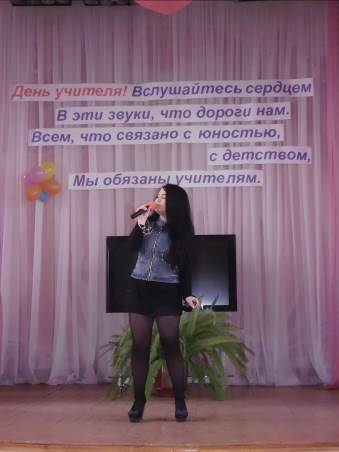 День учителя! Вслушайтесь сердцем
В эти звуки, что дороги нам.
Всем, что связано с юностью,
с детством,
Мы обязаны учителям.